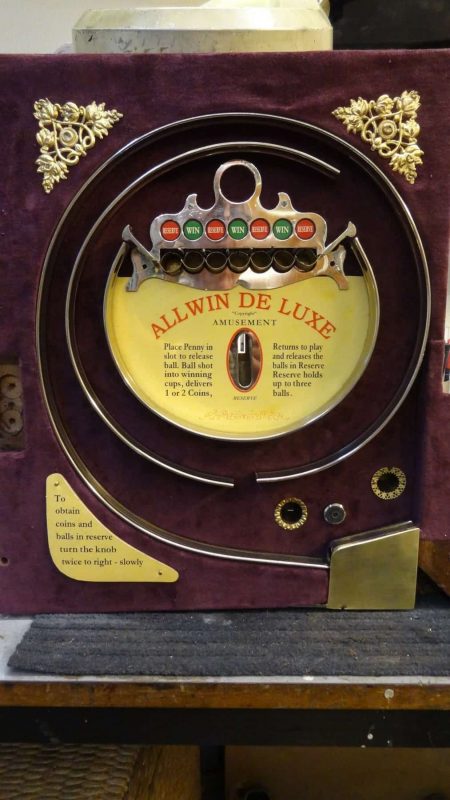 RESERVE WIN RESERVE WIN RESERVE WIN RESERVE
ALLWIN DE LUXE
"Copyright"
AMUSEMENT
Place Penny in
slot to release
ball. Ball shot
into winning
cups, delivers
1 or 2 Coins,
Returns to play
and releases the
balls in Reserve
Reserve holds
up to three
balls.
RESERVE
To
obtain
coins and
balls in reserve
turn the knob
twice to right - slowly